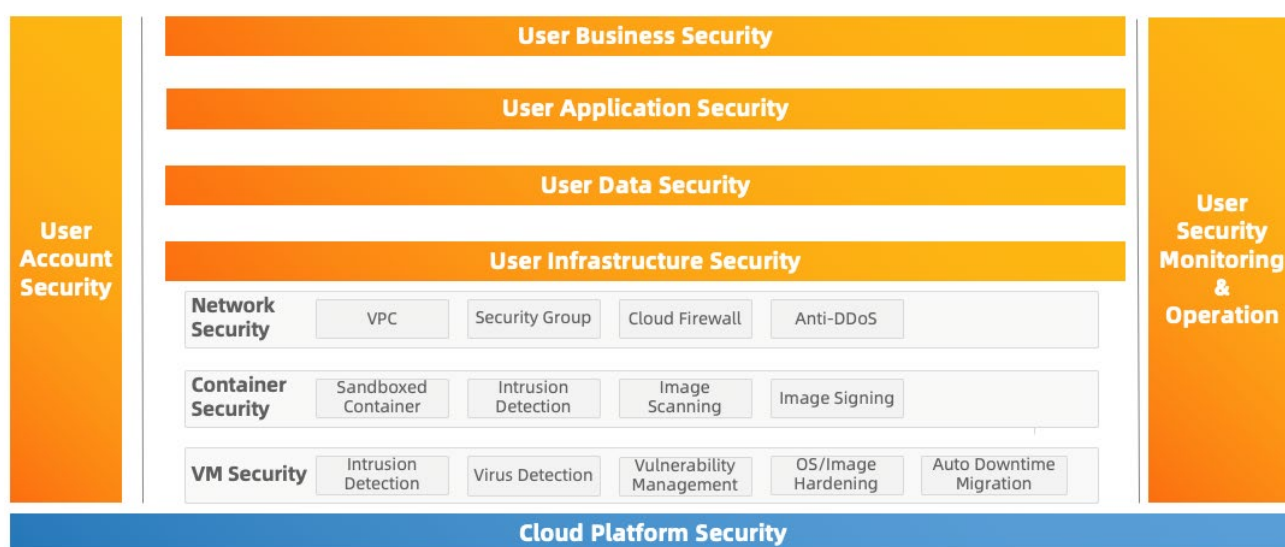 User Business Security
User Application Security
User Data Security
User
Account
Security
User Infrastructure Security
Network
Security
VPC
Security Group
Cloud Firewall
Anti-DDoS
Container
Security
Sandboxed
Container
Intrusion
Detection
Image
Scanning
Image Signing
VM Security
Intrusion
Detection
Virus Detection
Vulnerability
Management
OS/Image
Hardening
Auto Downtime
Migration
User
Security
Monitoring
&
Operation
Cloud Platform Security